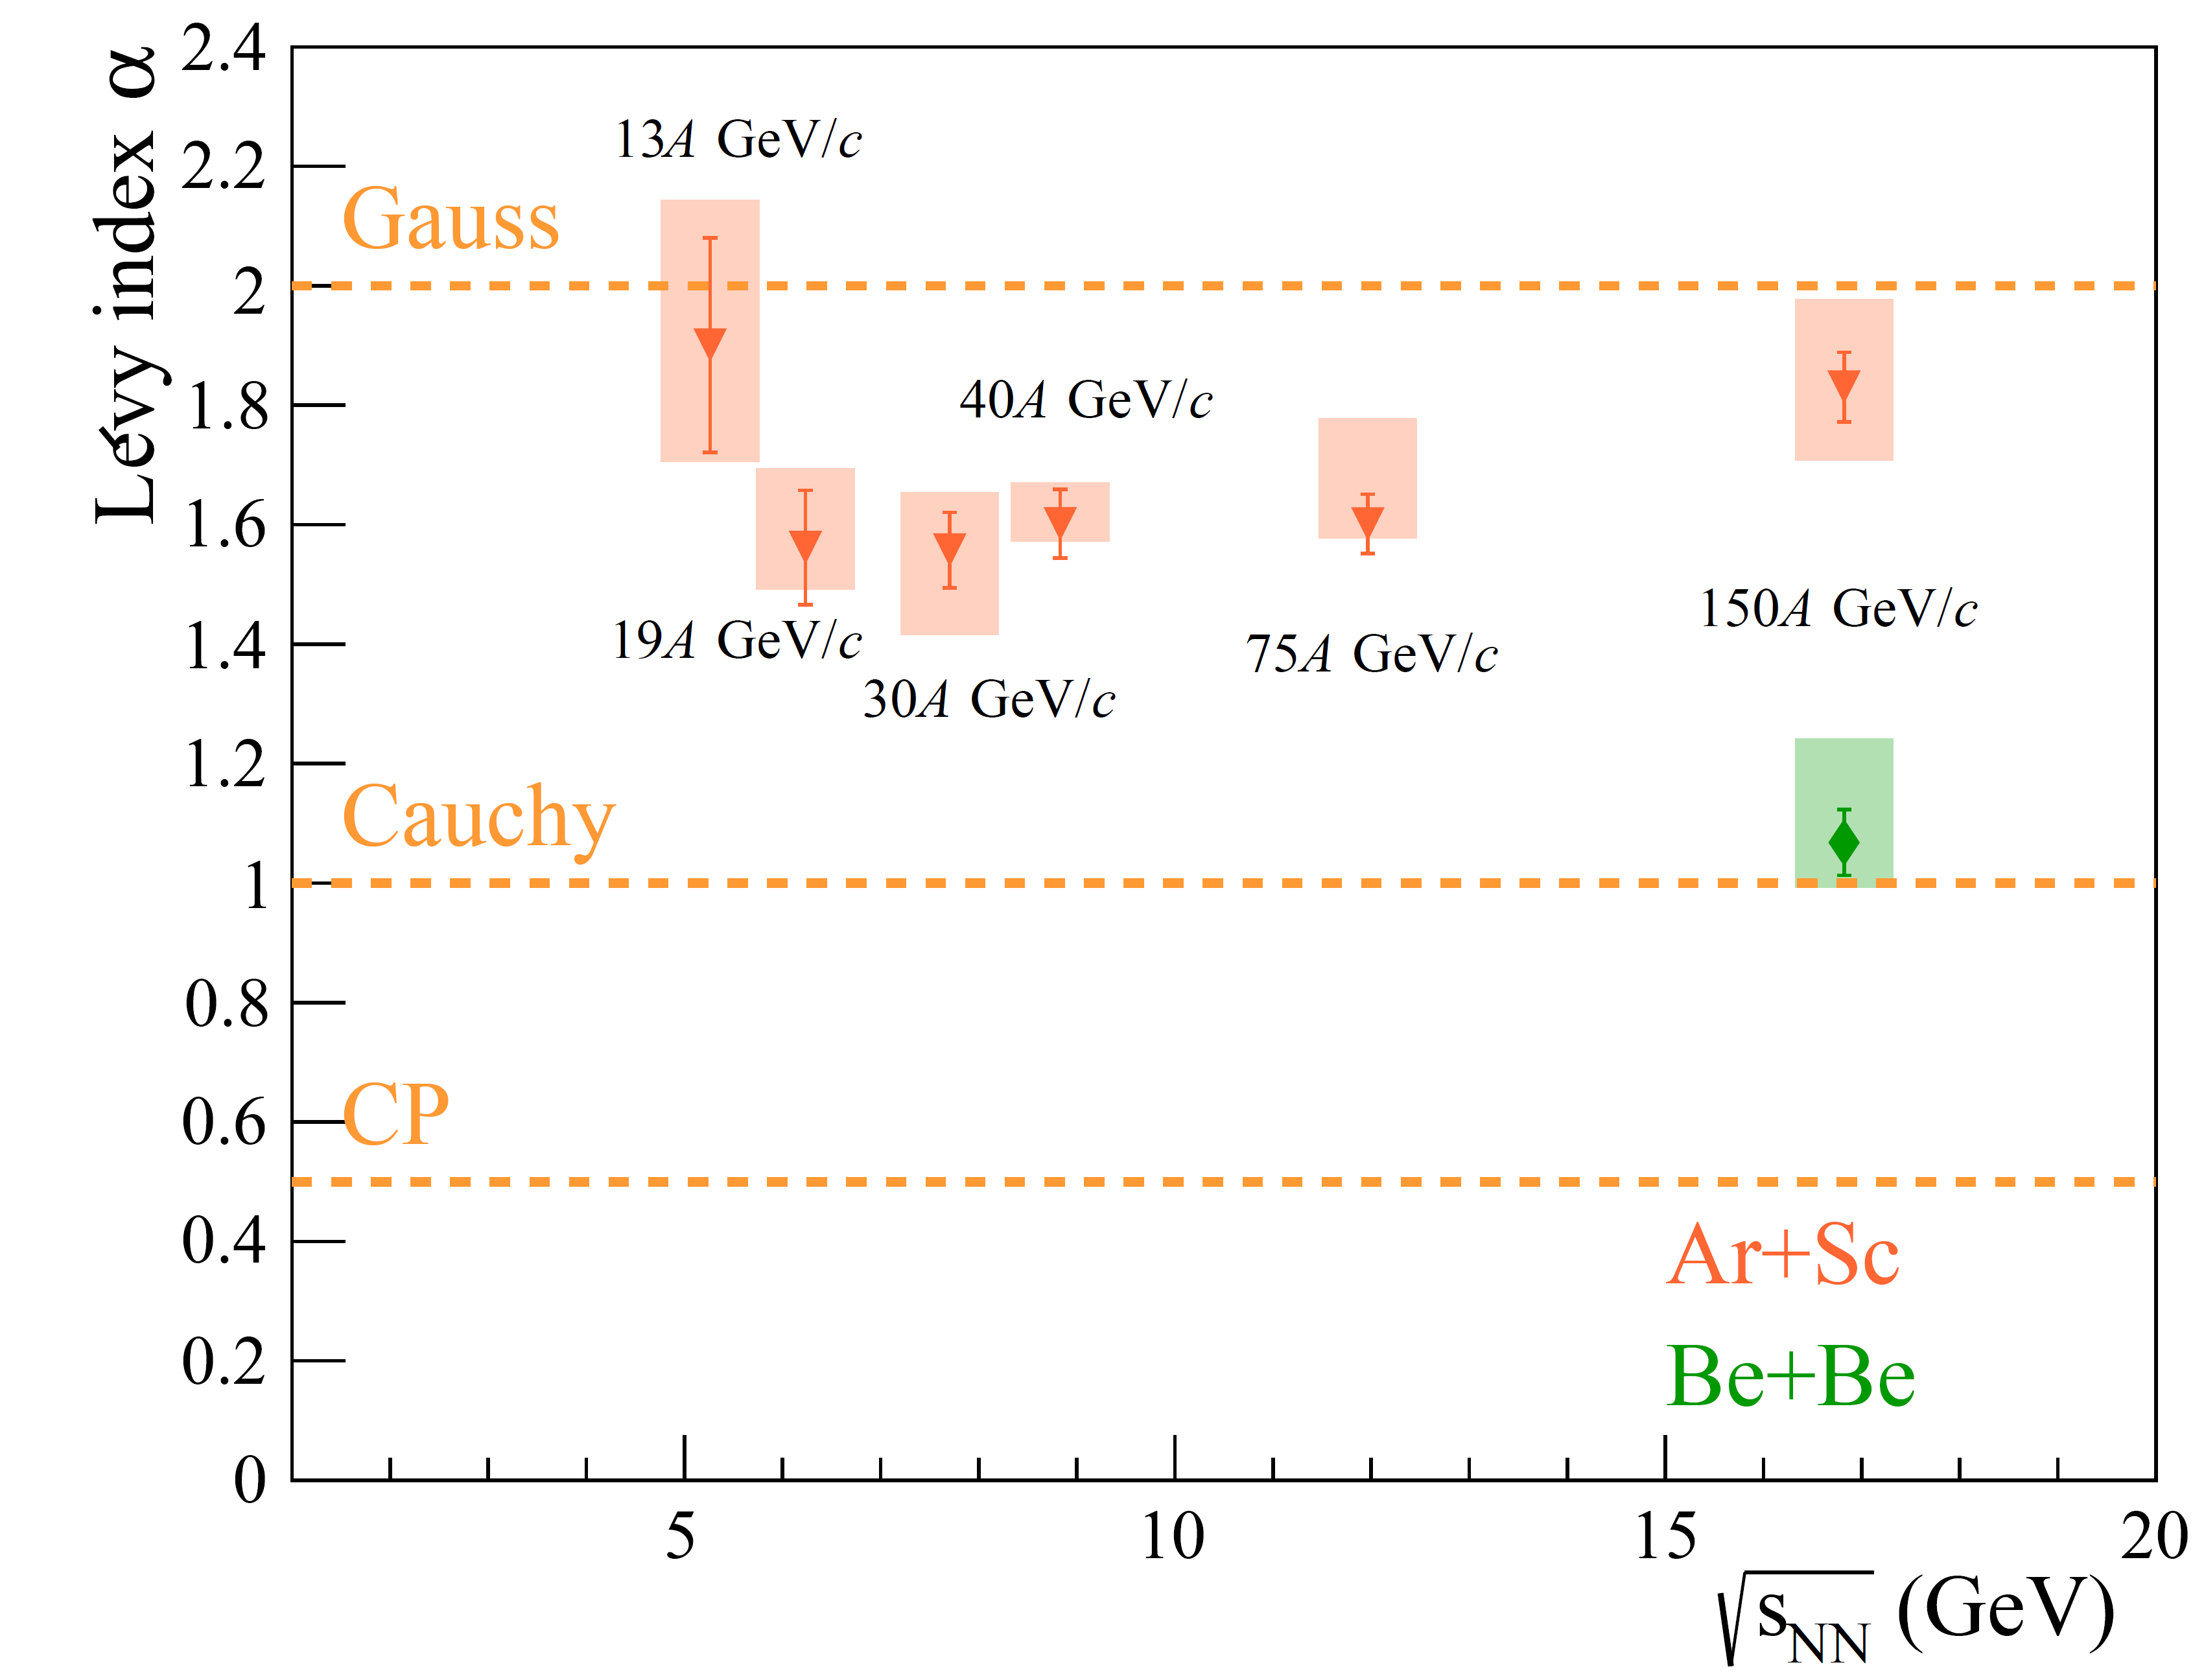 Lévy index α
2.4
2.2
2
1.8
1.6
1.4
1.2
1
0.8
0.6
0.4
0.2
0
13A GeV/c
Gauss
40A GeV/c
19A GeV/c
30A GeV/c
75A GeV/c
150A GeV/c
Cauchy
CP
Ar+Sc
Be+Be
5 10 15 20
√sNN (GeV)